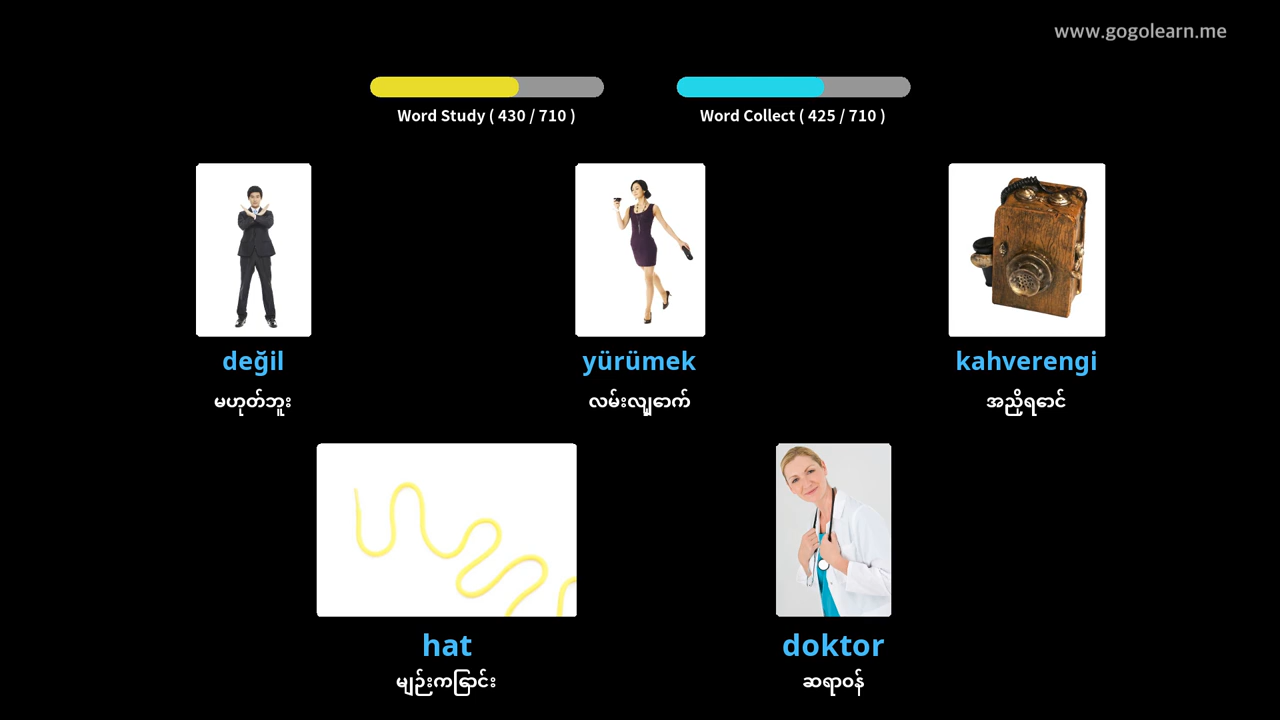 www.gogolearn.me
Word Study ( 430 / 710 )
Word Collect ( 425 / 710 )
değil
yürümek
kahverengi
မဟုတ်ဘူး
လမ်းလျှောက်
အညိုရောင်
hat
doktor
မျဉ်းကြောင်း
ဆရာဝန်